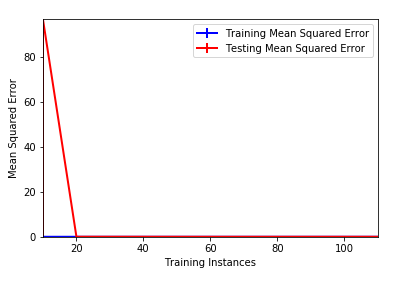 Training Mean Squared Error
Testing Mean Squared Error
80
60
40
20
0
Mean Squared Error
20 40 60 80 100
Training Instances